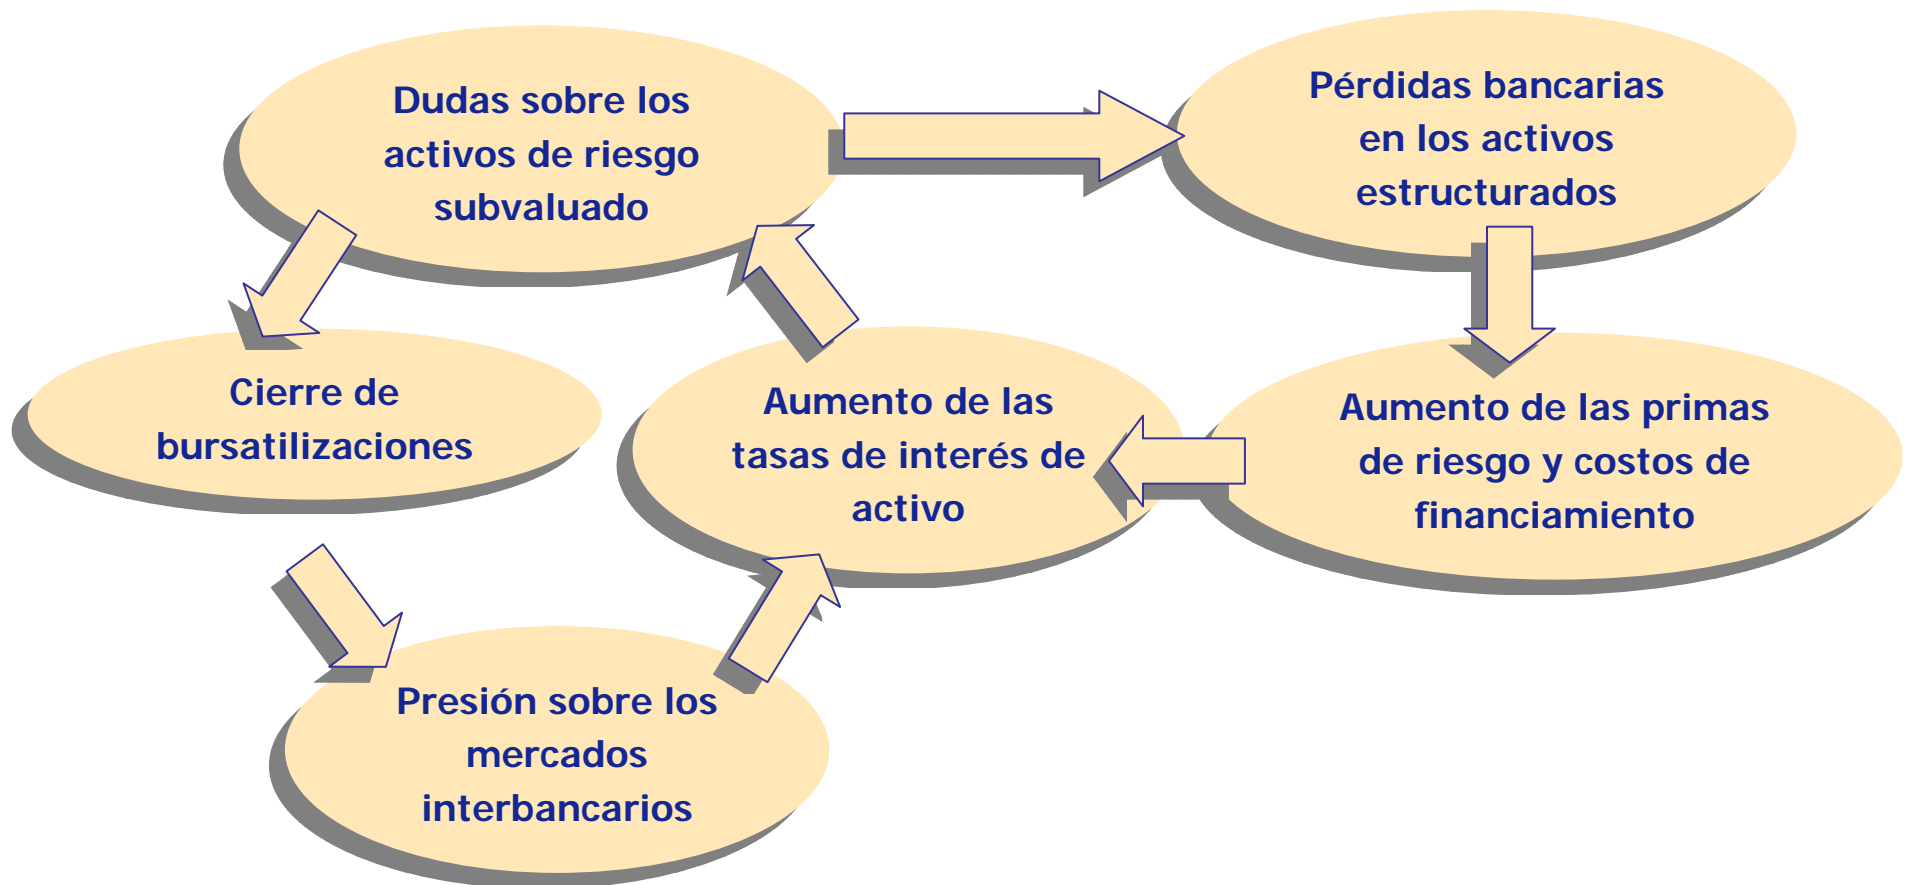 Dudas sobre los
activos de riesgo
subvaluado
Pérdidas bancarias
en los activos
estructurados
Cierre de
bursatilizaciones
Aumento de las
tasas de interés de
activo
Aumento de las primas
de riesgo y costos de
financiamiento
Presión sobre los
mercados
interbancarios